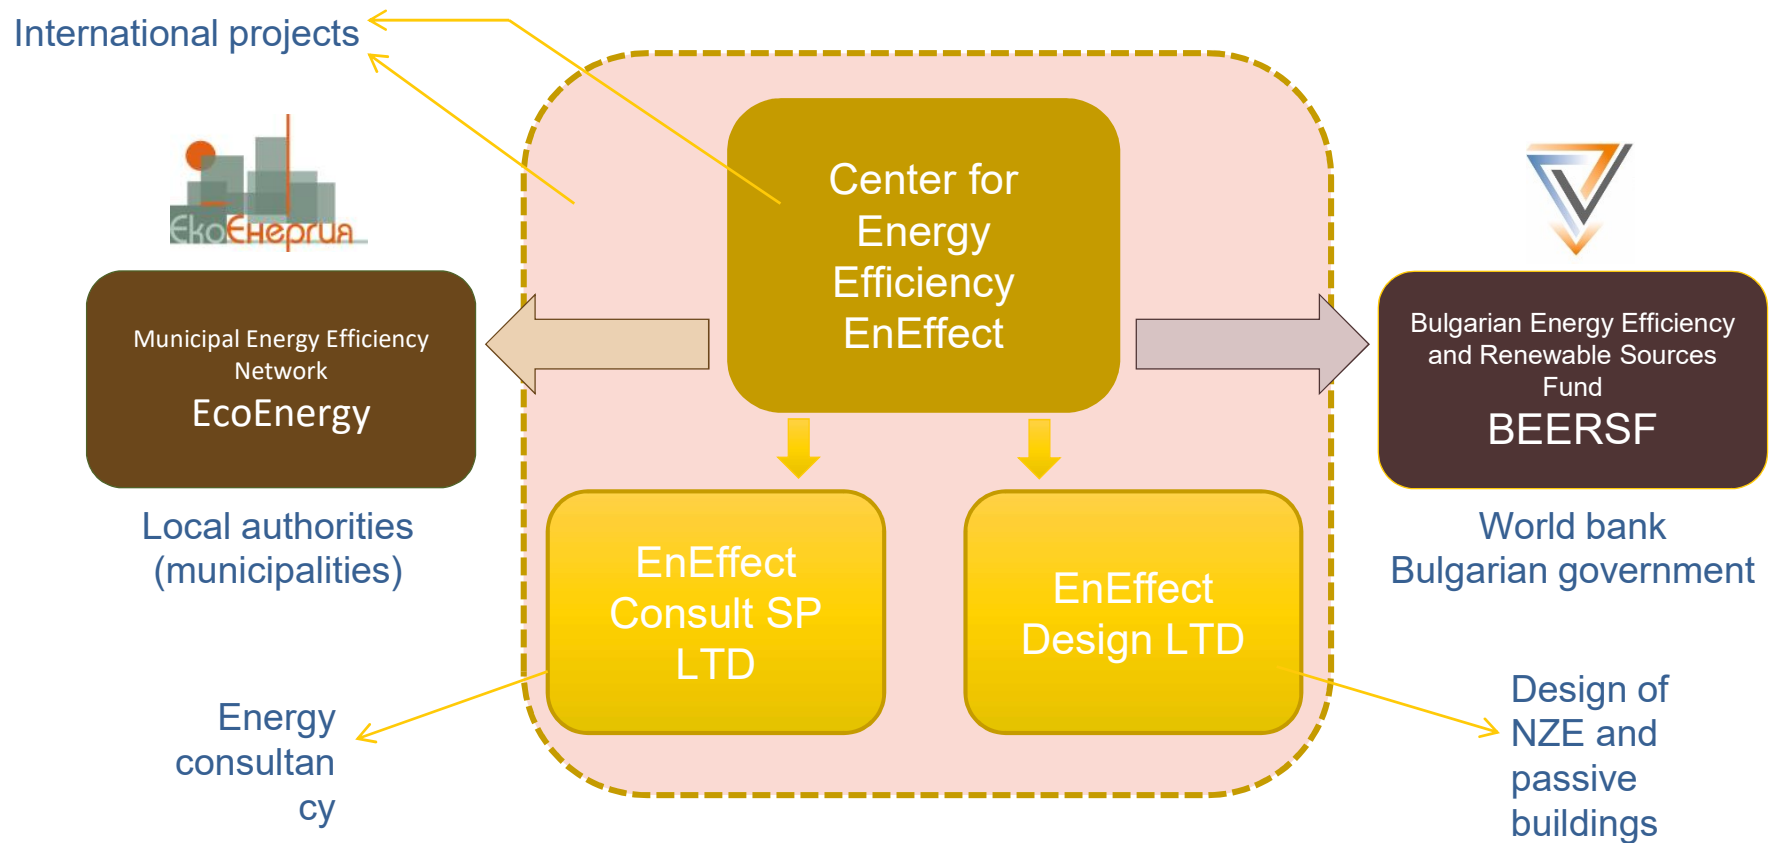 International projects
ЕкоЕнергия
Center for
Energy
Efficiency
EnEffect
Municipal Energy Efficiency
Network
EcoEnergy
Bulgarian Energy Efficiency
and Renewable Sources
Fund
BEERSF
Local authorities
(municipalities)
World bank
Bulgarian government
EnEffect
Consult SP
LTD
EnEffect
Design LTD
Energy
consultan
cy
Design of
NZE and
passive
buildings